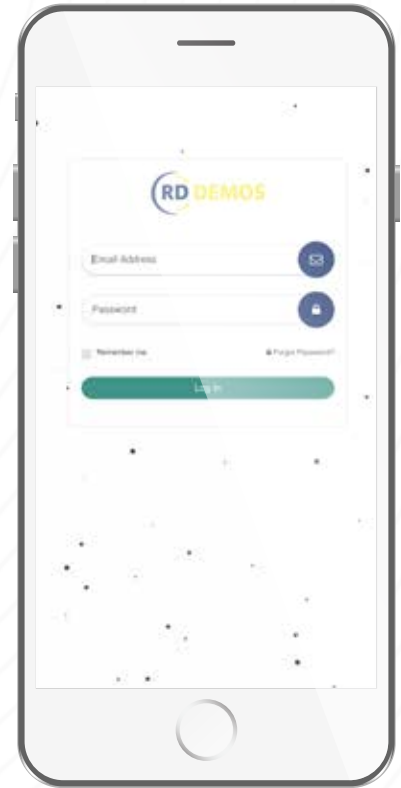 RD DEMOS
Email Address
Password
Remember me
Forgot Password?
Log In